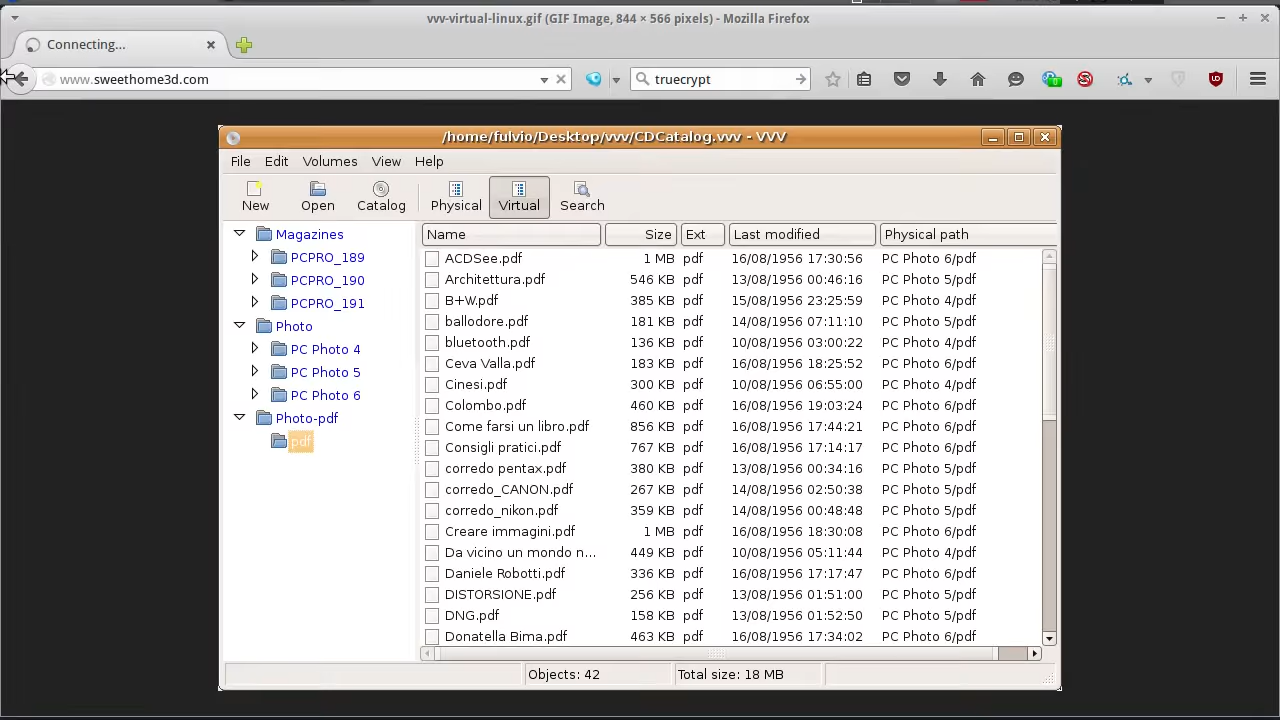 vvv-virtual-linux.gif (GIF Image, 844 × 566 pixels) - Mozilla Firefox
Connecting...
www.sweethome3d.com
truecrypt
0
/home/fulvio/Desktop/vvv/CDCatalog.vvv - VVV
File Edit Volumes View Help
New Open Catalog Physical Virtual Search
Magazines
PCPRO_189
PCPRO_190
PCPRO_191
Photo
PC Photo 4
PC Photo 5
PC Photo 6
Photo-pdf
pdf
Name Size Ext Last modified Physical path
ACDSee.pdf 1 MB pdf 16/08/1956 17:30:56 PC Photo 6/pdf
Architettura.pdf 546 KB pdf 13/08/1956 00:46:16 PC Photo 5/pdf
B+W.pdf 385 KB pdf 15/08/1956 23:25:59 PC Photo 4/pdf
ballodore.pdf 181 KB pdf 14/08/1956 07:11:10 PC Photo 5/pdf
bluetooth.pdf 136 KB pdf 10/08/1956 03:00:22 PC Photo 4/pdf
Ceva Valla.pdf 183 KB pdf 16/08/1956 18:25:52 PC Photo 6/pdf
Cinesi.pdf 300 KB pdf 10/08/1956 06:55:00 PC Photo 4/pdf
Colombo.pdf 460 KB pdf 16/08/1956 19:03:24 PC Photo 6/pdf
Come farsi un libro.pdf 856 KB pdf 16/08/1956 17:44:21 PC Photo 6/pdf
Consigli pratici.pdf 767 KB pdf 16/08/1956 17:14:17 PC Photo 6/pdf
corredo pentax.pdf 380 KB pdf 13/08/1956 00:34:16 PC Photo 5/pdf
corredo_CANON.pdf 267 KB pdf 14/08/1956 02:50:38 PC Photo 5/pdf
corredo_nikon.pdf 359 KB pdf 14/08/1956 00:48:48 PC Photo 5/pdf
Creare immagini.pdf 1 MB pdf 16/08/1956 18:30:08 PC Photo 6/pdf
Da vicino un mondo n... 449 KB pdf 10/08/1956 05:11:44 PC Photo 4/pdf
Daniele Robotti.pdf 336 KB pdf 16/08/1956 17:17:47 PC Photo 6/pdf
DISTORSIONE.pdf 256 KB pdf 13/08/1956 01:51:00 PC Photo 5/pdf
DNG.pdf 158 KB pdf 13/08/1956 01:52:50 PC Photo 5/pdf
Donatella Bima.pdf 463 KB pdf 16/08/1956 17:34:02 PC Photo 6/pdf
Objects: 42 Total size: 18 MB